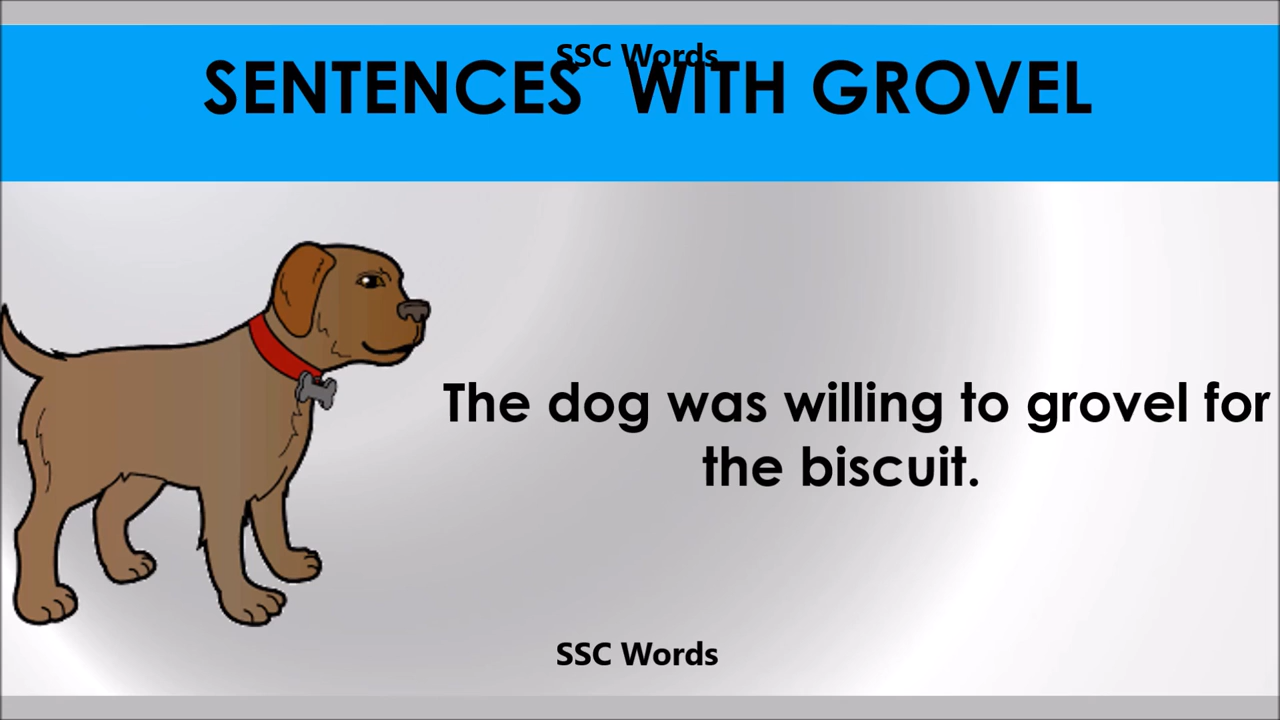 SSC Words
SENTENCES WITH GROVEL
The dog was willing to grovel for
the biscuit.
SSC Words